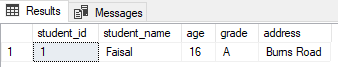 Results Messages
student_id student_name age grade address
1 1 Faisal 16 A Burns Road